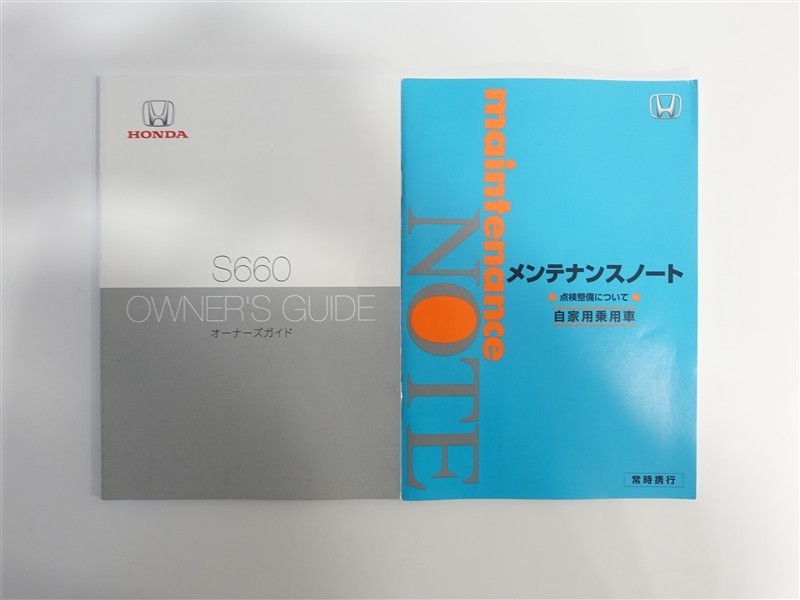 HONDA
S660
OWNER'S GUIDE
オーナーズガイド
maintenance
NOTE
メンテナンスノート
点検整備について
自家用乗用車
常時携行